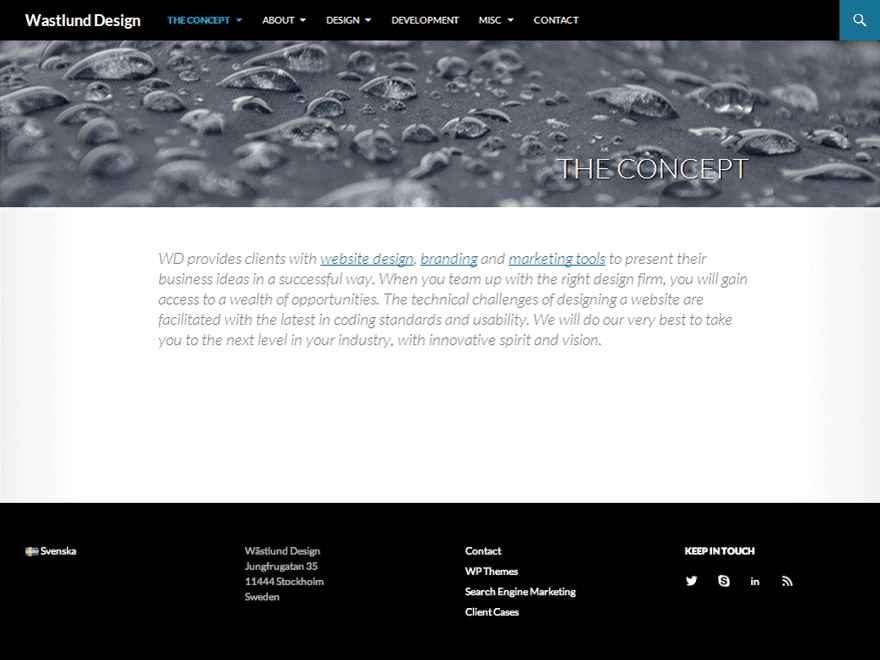 Wastlund Design
THE CONCEPT
ABOUT
DESIGN
DEVELOPMENT
MISC
CONTACT
THE CONCEPT
WD provides clients with website design, branding and marketing tools to present their
business ideas in a successful way. When you team up with the right design firm, you will gain
access to a wealth of opportunities. The technical challenges of designing a website are
facilitated with the latest in coding standards and usability. We will do our very best to take
you to the next level in your industry, with innovative spirit and vision.
Svenska
Wästlund Design
Jungfrugatan 35
11444 Stockholm
Sweden
Contact
WP Themes
Search Engine Marketing
Client Cases
KEEP IN TOUCH